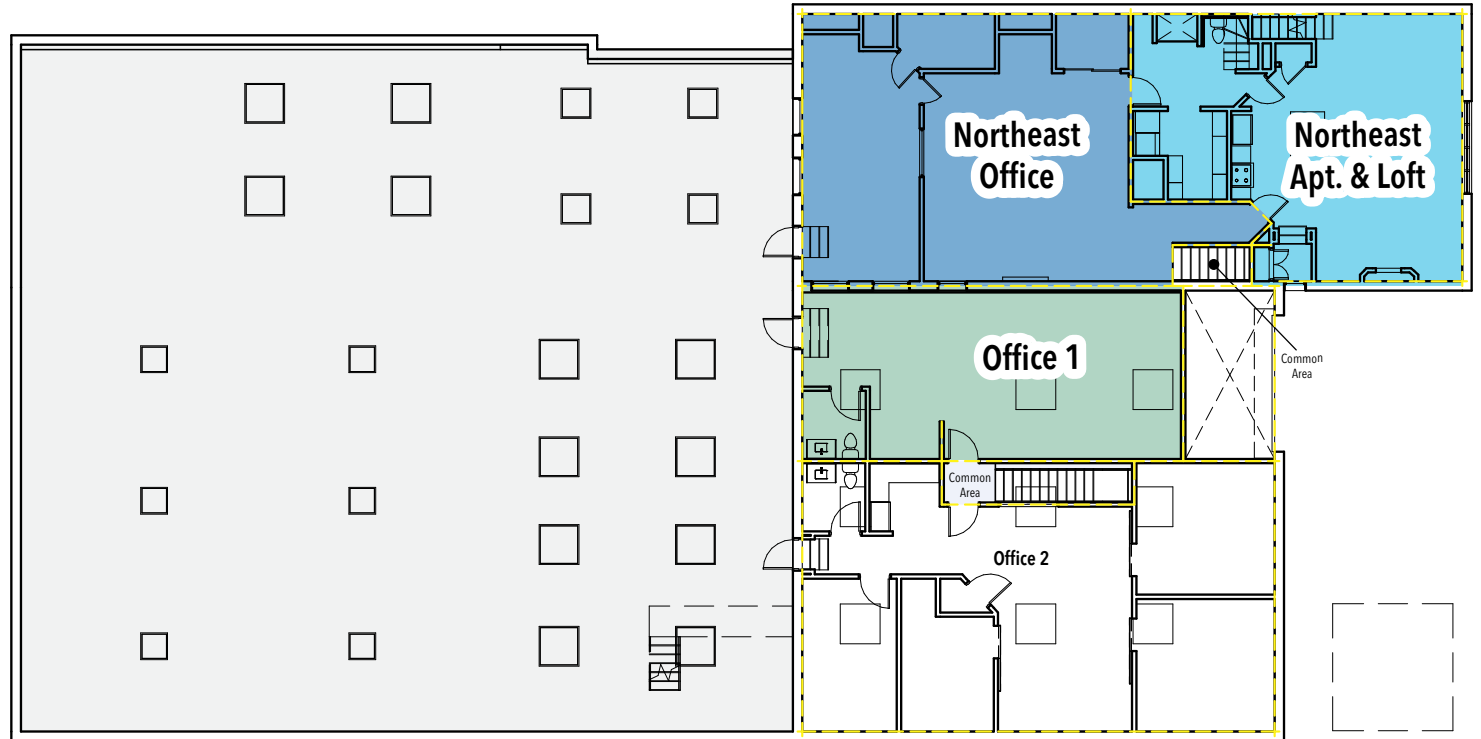 Northeast
Office
Northeast
Apt. & Loft
Office 1
Common
Area
Common
Area
Office 2